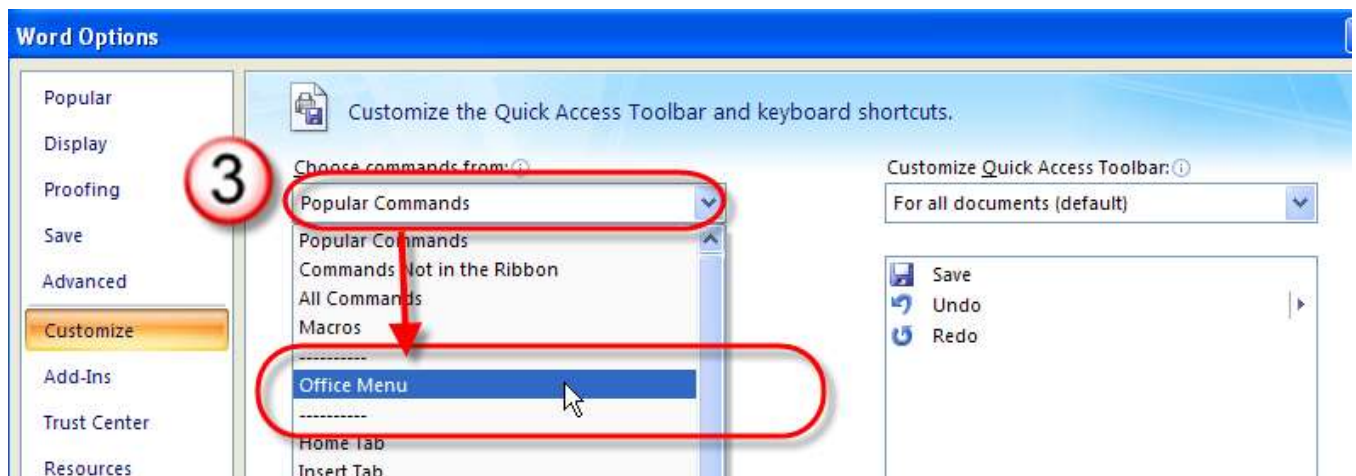 Word Options
Popular
Display
Proofing
Save
Advanced
Customize
Add-Ins
Trust Center
Resources
Customize the Quick Access Toolbar and keyboard shortcuts.
3
Choose commands from:
Popular Commands
Popular Commands
Commands Not in the Ribbon
All Commands
Macros
----------
Office Menu
----------
Home Tab
Insert Tab
Customize Quick Access Toolbar:
For all documents (default)
Save
Undo
Redo